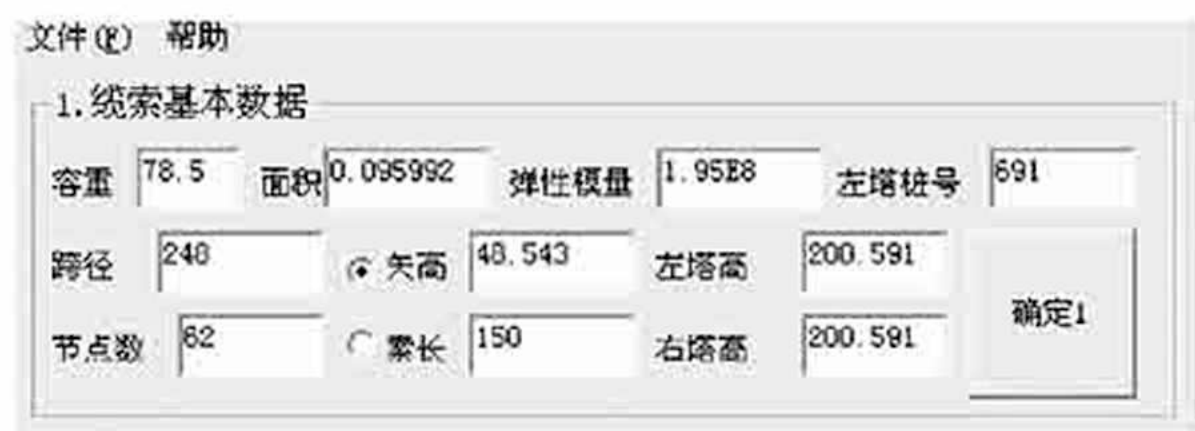 文件(F) 帮助
1.缆索基本数据
容重 78.5 面积 0.095992 弹性模量 1.95E8 左塔桩号 691
跨径 248 矢高 48.543 左塔高 200.591
节点数 62 索长 150 右塔高 200.591
确定1